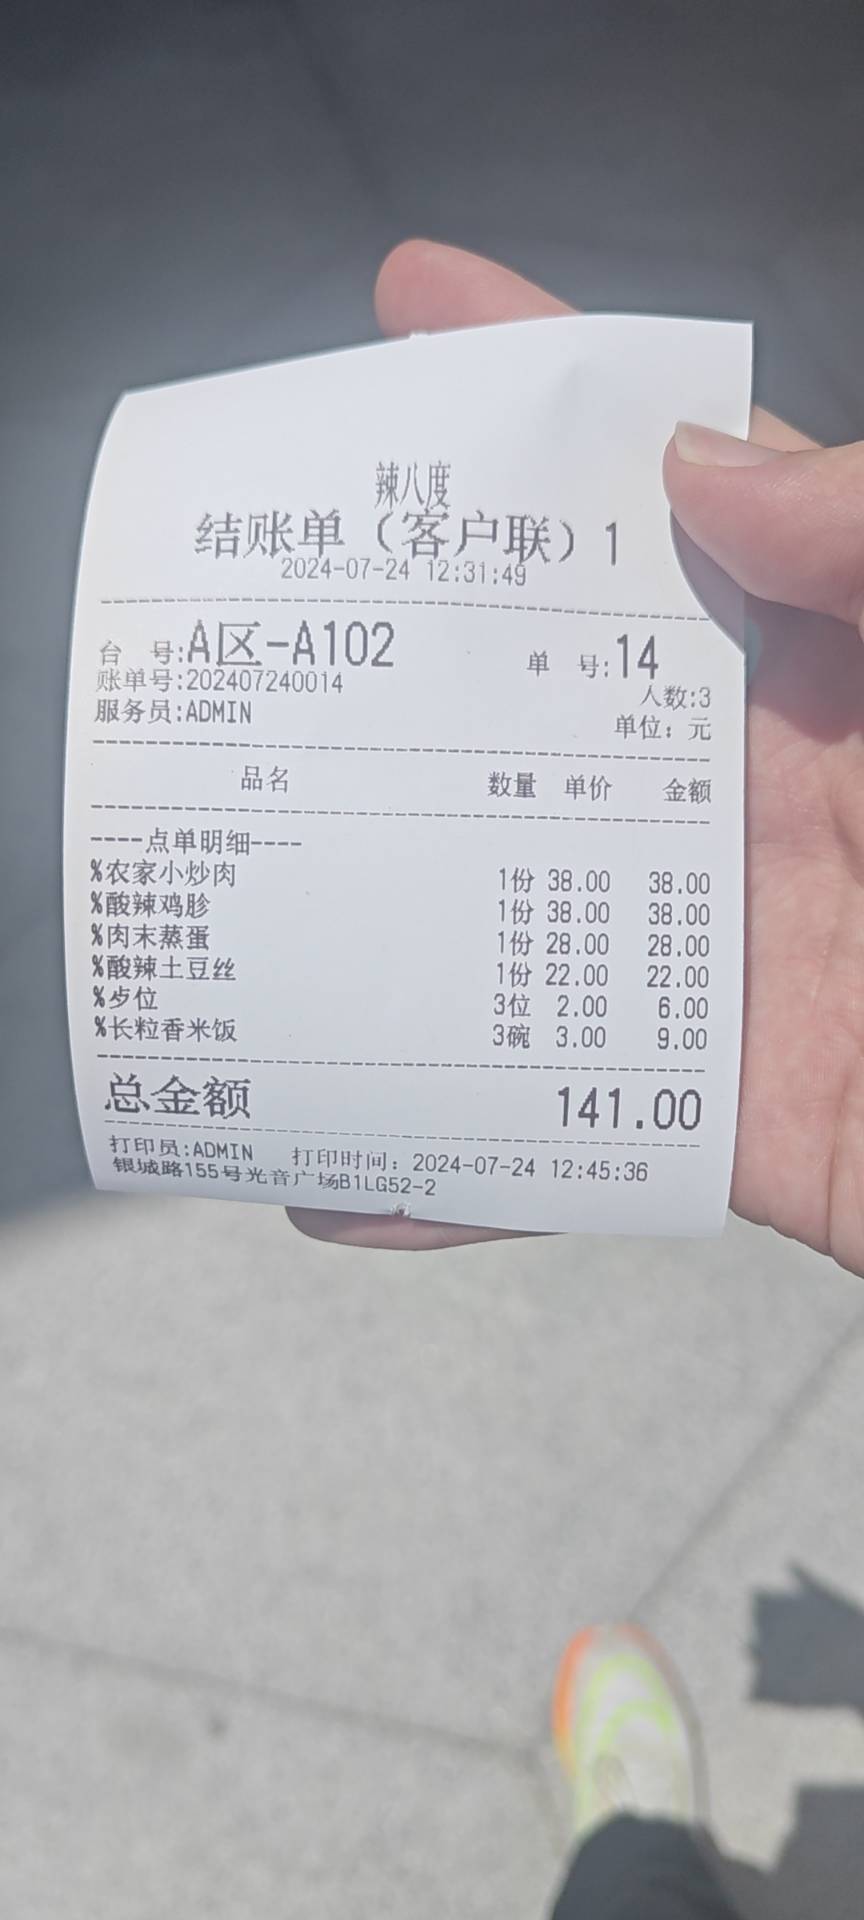 辣八度
结账单（客户联）1
2024-07-24 12:31:49
台 号:A区-A102 单 号:14
账单号:202407240014 人数:3
服务员:ADMIN 单位：元
品名 数量 单价 金额
----点单明细----
%农家小炒肉 1份 38.00 38.00
%酸辣鸡胗 1份 38.00 38.00
%肉末蒸蛋 1份 28.00 28.00
%酸辣土豆丝 1份 22.00 22.00
%歺位 3位 2.00 6.00
%长粒香米饭 3碗 3.00 9.00
总金额 141.00
打印员:ADMIN 打印时间：2024-07-24 12:45:36
银城路155号光音广场B1LG52-2